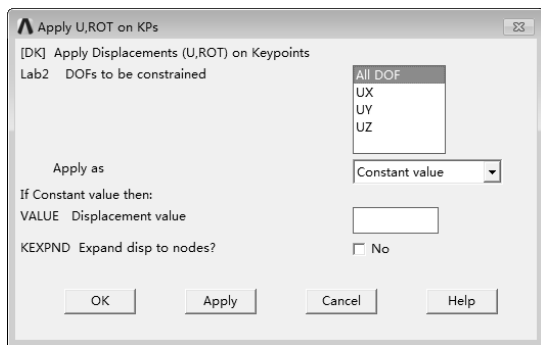 Apply U,ROT on KPs
[DK] Apply Displacements (U,ROT) on Keypoints
Lab2 DOFs to be constrained
All DOF
UX
UY
UZ
Apply as
Constant value
If Constant value then:
VALUE Displacement value
KEXPND Expand disp to nodes?
No
OK Apply Cancel Help